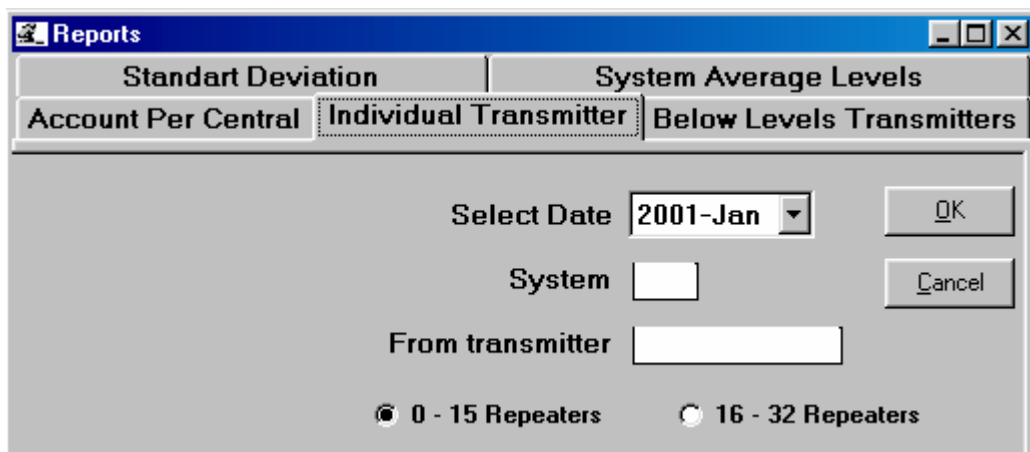 Reports
Standart Deviation
System Average Levels
Account Per Central
Individual Transmitter
Below Levels Transmitters
Select Date 2001-Jan
OK
System
Cancel
From transmitter
0 - 15 Repeaters
16 - 32 Repeaters